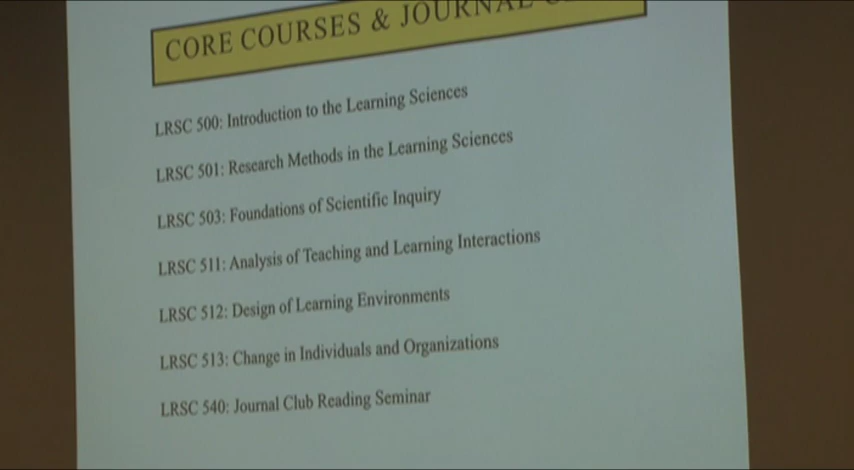 CORE COURSES & JOURNAL
LRSC 500: Introduction to the Learning Sciences
LRSC 501: Research Methods in the Learning Sciences
LRSC 503: Foundations of Scientific Inquiry
LRSC 511: Analysis of Teaching and Learning Interactions
LRSC 512: Design of Learning Environments
LRSC 513: Change in Individuals and Organizations
LRSC 540: Journal Club Reading Seminar